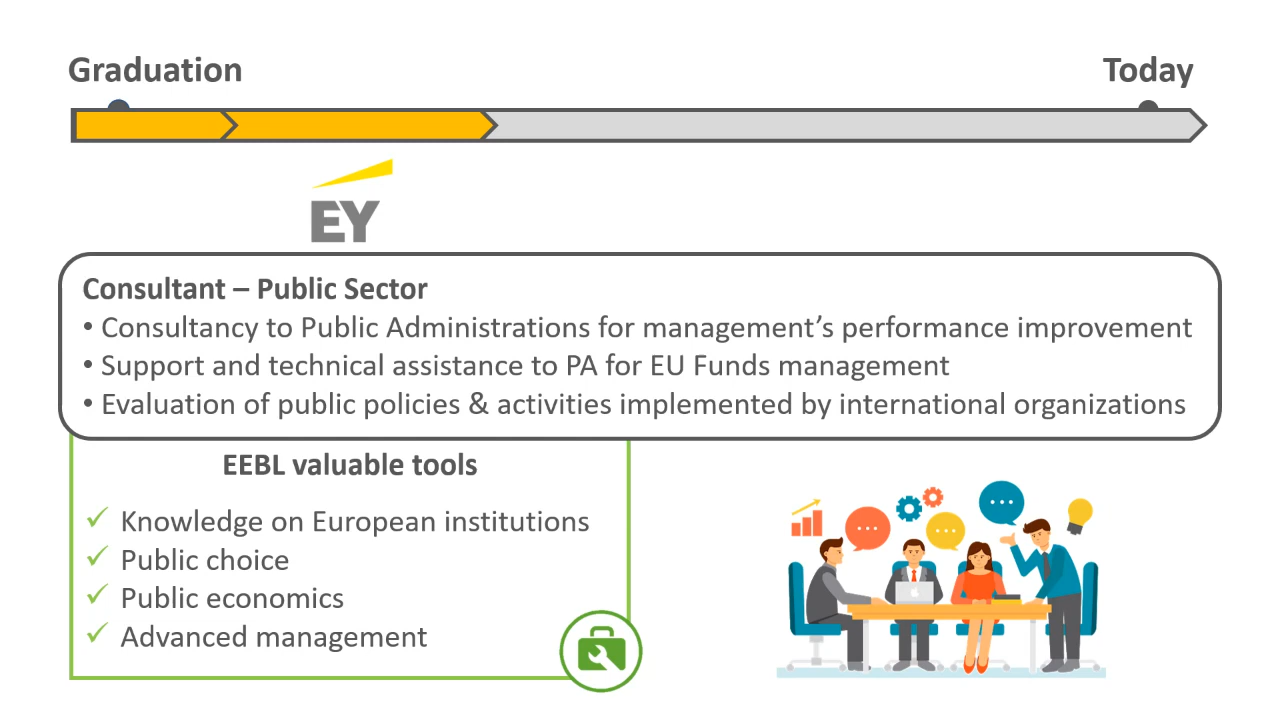 Graduation
Today
EY
Consultant – Public Sector
• Consultancy to Public Administrations for management’s performance improvement
• Support and technical assistance to PA for EU Funds management
• Evaluation of public policies & activities implemented by international organizations
EEBL valuable tools
✓ Knowledge on European institutions
✓ Public choice
✓ Public economics
✓ Advanced management